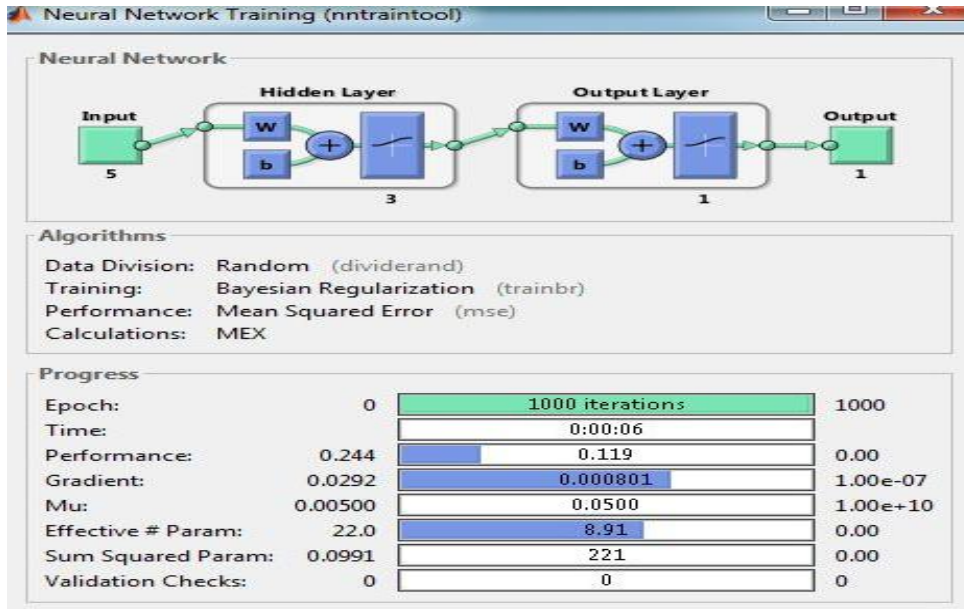 Neural Network Training (nntraintool)
Neural Network
Hidden Layer Output Layer
Input W W Output
b b
5 3 1 1
Algorithms
Data Division: Random (dividerand)
Training: Bayesian Regularization (trainbr)
Performance: Mean Squared Error (mse)
Calculations: MEX
Progress
Epoch: 0 1000 iterations 1000
Time: 0:00:06
Performance: 0.244 0.119 0.00
Gradient: 0.0292 0.000801 1.00e-07
Mu: 0.00500 0.0500 1.00e+10
Effective # Param: 22.0 8.91 0.00
Sum Squared Param: 0.0991 221 0.00
Validation Checks: 0 0 0